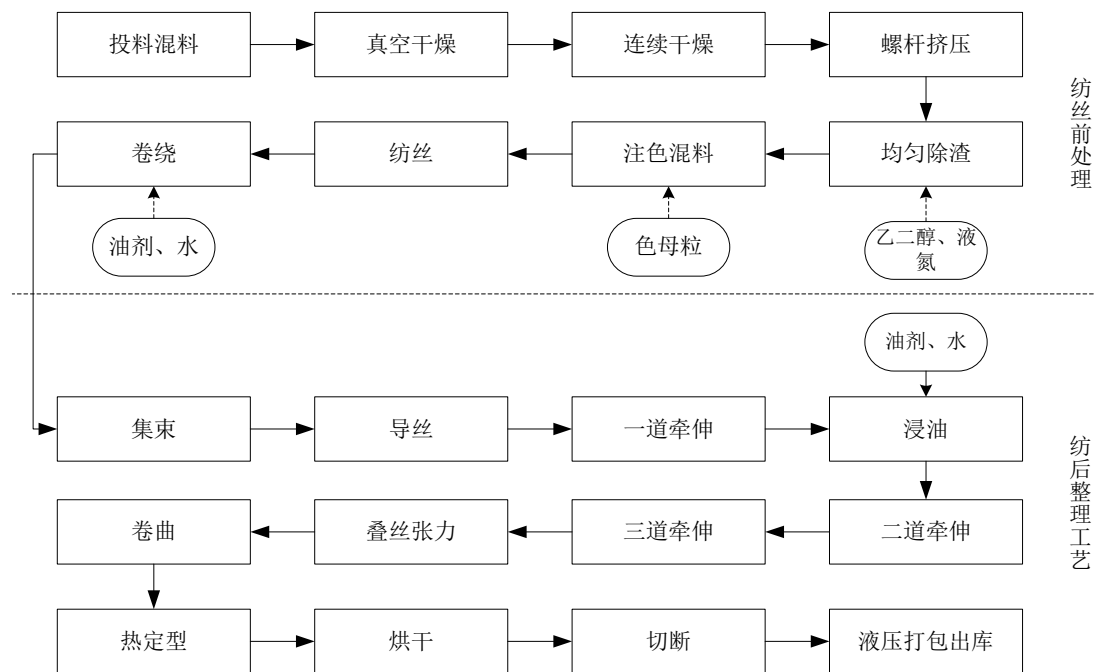 投料混料
真空干燥
连续干燥
螺杆挤压
纺丝前处理
卷绕
纺丝
注色混料
均匀除渣
油剂、水
色母粒
乙二醇、液
氮
油剂、水
集束
导丝
一道牵伸
浸油
纺后整理工艺
卷曲
叠丝张力
三道牵伸
二道牵伸
热定型
烘干
切断
液压打包出库